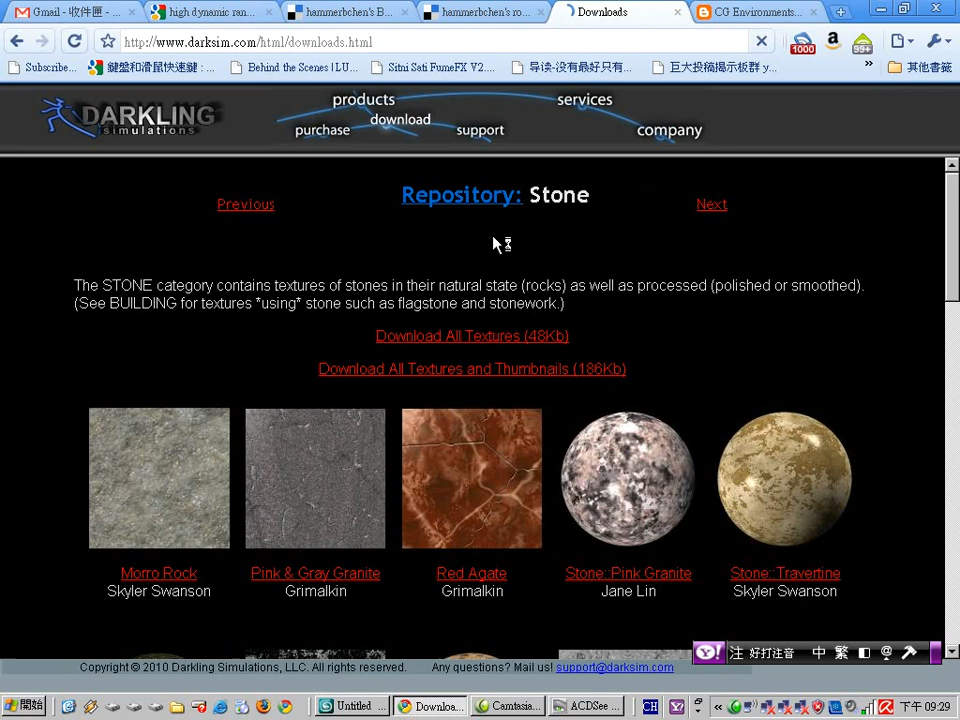 Gmail - 收件匣 - ...
high dynamic ran...
hammerbchen's B...
hammerbchen's ro...
Downloads
CG Environments...
http://www.darksim.com/html/downloads.html
1000
99+
Subscribe...
鍵盤和滑鼠快速鍵 : ...
Behind the Scenes | LU...
Sitni Sati FumeFX V2....
导读-没有最好只有...
巨大投稿揭示板群 y...
»
其他書籤
DARKLING
simulations
products
services
download
purchase
support
company
Previous
Repository: Stone
Next
The STONE category contains textures of stones in their natural state (rocks) as well as processed (polished or smoothed).
(See BUILDING for textures *using* stone such as flagstone and stonework.)
Download All Textures (48Kb)
Download All Textures and Thumbnails (186Kb)
Morro Rock
Pink & Gray Granite
Red Agate
Stone::Pink Granite
Stone::Travertine
Skyler Swanson
Grimalkin
Grimalkin
Jane Lin
Skyler Swanson
Y! 注 好打注音 中 繁
Copyright © 2010 Darkling Simulations, LLC. All rights reserved. Any questions? Mail us! support@darksim.com
開始
Untitled ...
Downloa...
Camtasia...
ACDSee ...
CH
«
下午 09:29